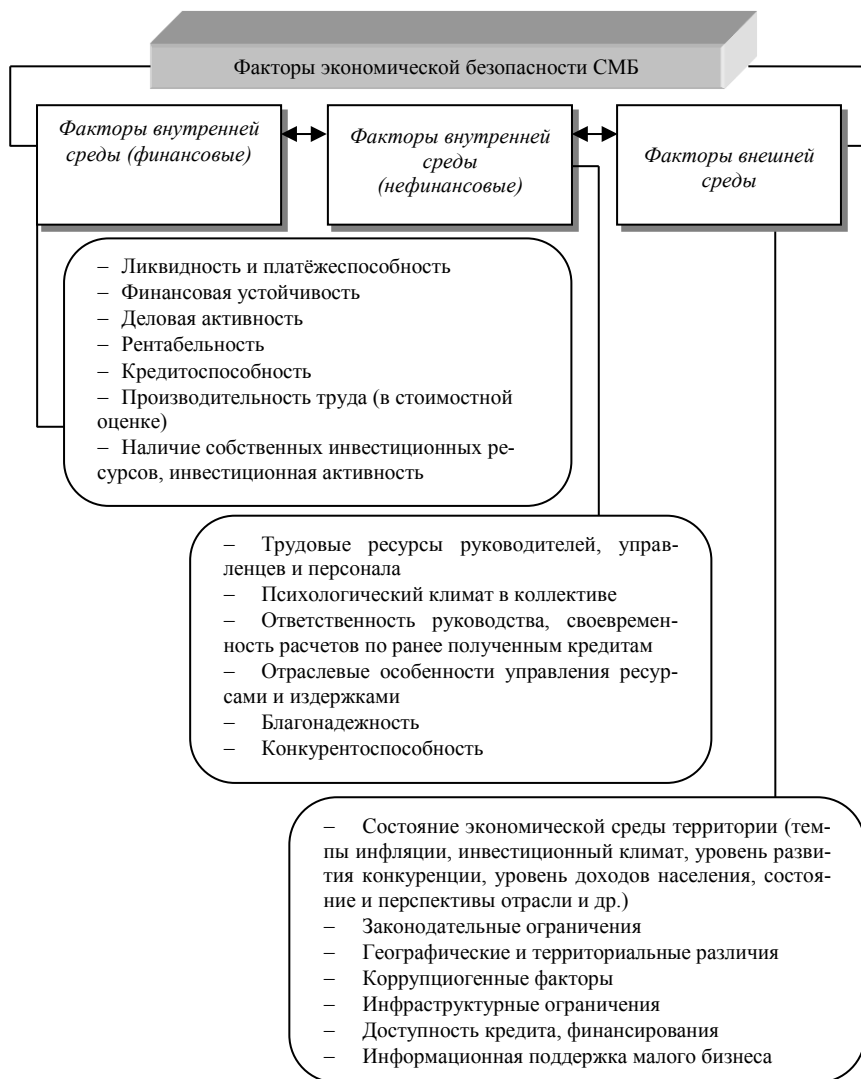 Факторы экономической безопасности СМБ
Факторы внутренней
среды (финансовые)
Факторы внутренней
среды
(нефинансовые)
Факторы внешней
среды
– Ликвидность и платёжеспособность
– Финансовая устойчивость
– Деловая активность
– Рентабельность
– Кредитоспособность
– Производительность труда (в стоимостной
оценке)
– Наличие собственных инвестиционных ре-
сурсов, инвестиционная активность
– Трудовые ресурсы руководителей, управ-
ленцев и персонала
– Психологический климат в коллективе
– Ответственность руководства, своевремен-
ность расчетов по ранее полученным кредитам
– Отраслевые особенности управления ресур-
сами и издержками
– Благонадежность
– Конкурентоспособность
– Состояние экономической среды территории (тем-
пы инфляции, инвестиционный климат, уровень разви-
тия конкуренции, уровень доходов населения, состоя-
ние и перспективы отрасли и др.)
– Законодательные ограничения
– Географические и территориальные различия
– Коррупциогенные факторы
– Инфраструктурные ограничения
– Доступность кредита, финансирования
– Информационная поддержка малого бизнеса